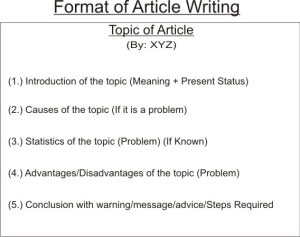 Format of Article Writing
Topic of Article
(By: XYZ)
(1.) Introduction of the topic (Meaning + Present Status)
(2.) Causes of the topic (If it is a problem)
(3.) Statistics of the topic (Problem) (If Known)
(4.) Advantages/Disadvantages of the topic (Problem)
(5.) Conclusion with warning/message/advice/Steps Required